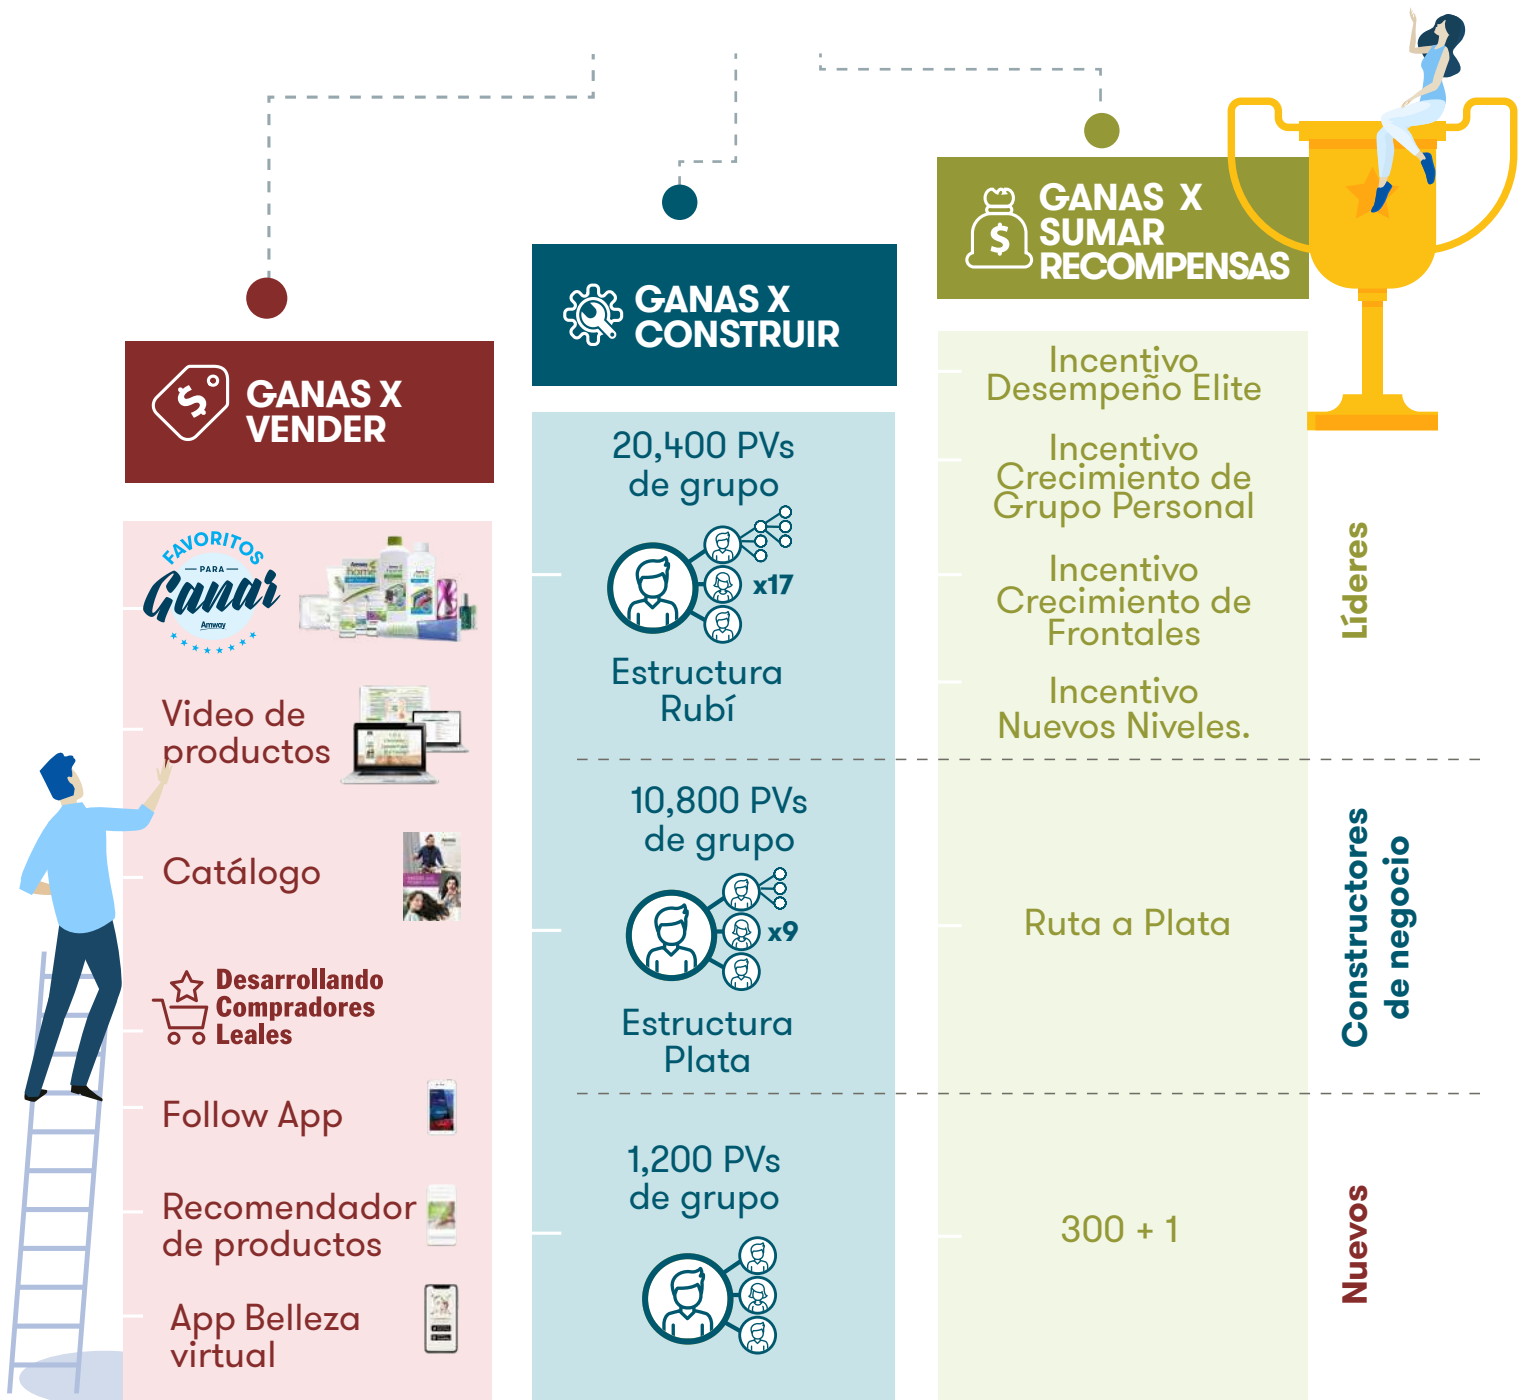 GANAS X
VENDER
FAVORITOS
PARA
Ganar
Amway
Amway
home
Video de
productos
Catálogo
Desarrollando
Compradores
Leales
Follow App
Recomendador
de productos
App Belleza
virtual
GANAS X
CONSTRUIR
20,400 PVs
de grupo
x17
Estructura
Rubí
10,800 PVs
de grupo
x9
Estructura
Plata
1,200 PVs
de grupo
GANAS X
SUMAR
RECOMPENSAS
Incentivo
Desempeño Elite
Incentivo
Crecimiento de
Grupo Personal
Incentivo
Crecimiento de
Frontales
Incentivo
Nuevos Niveles.
Ruta a Plata
300 + 1
Líderes
Constructores
de negocio
Nuevos